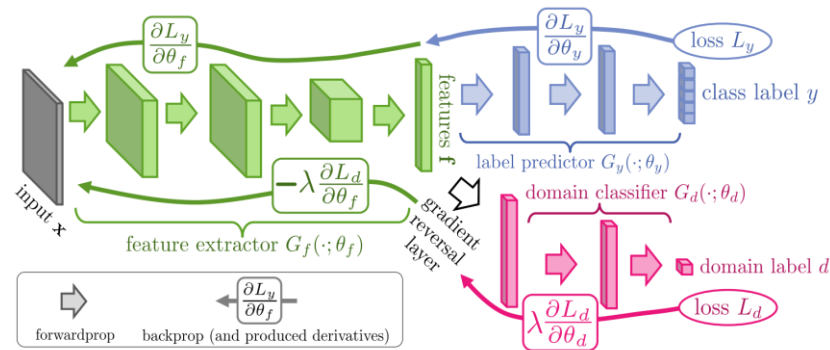 ∂L_y/∂θ_f
∂L_y/∂θ_y
loss L_y
features f
class label y
label predictor G_y(·; θ_y)
input x
−λ ∂L_d/∂θ_f
gradient
reversal
layer
domain classifier G_d(·; θ_d)
feature extractor G_f(·; θ_f)
domain label d
λ ∂L_d/∂θ_d
loss L_d
∂L_y/∂θ_f
forwardprop
backprop (and produced derivatives)